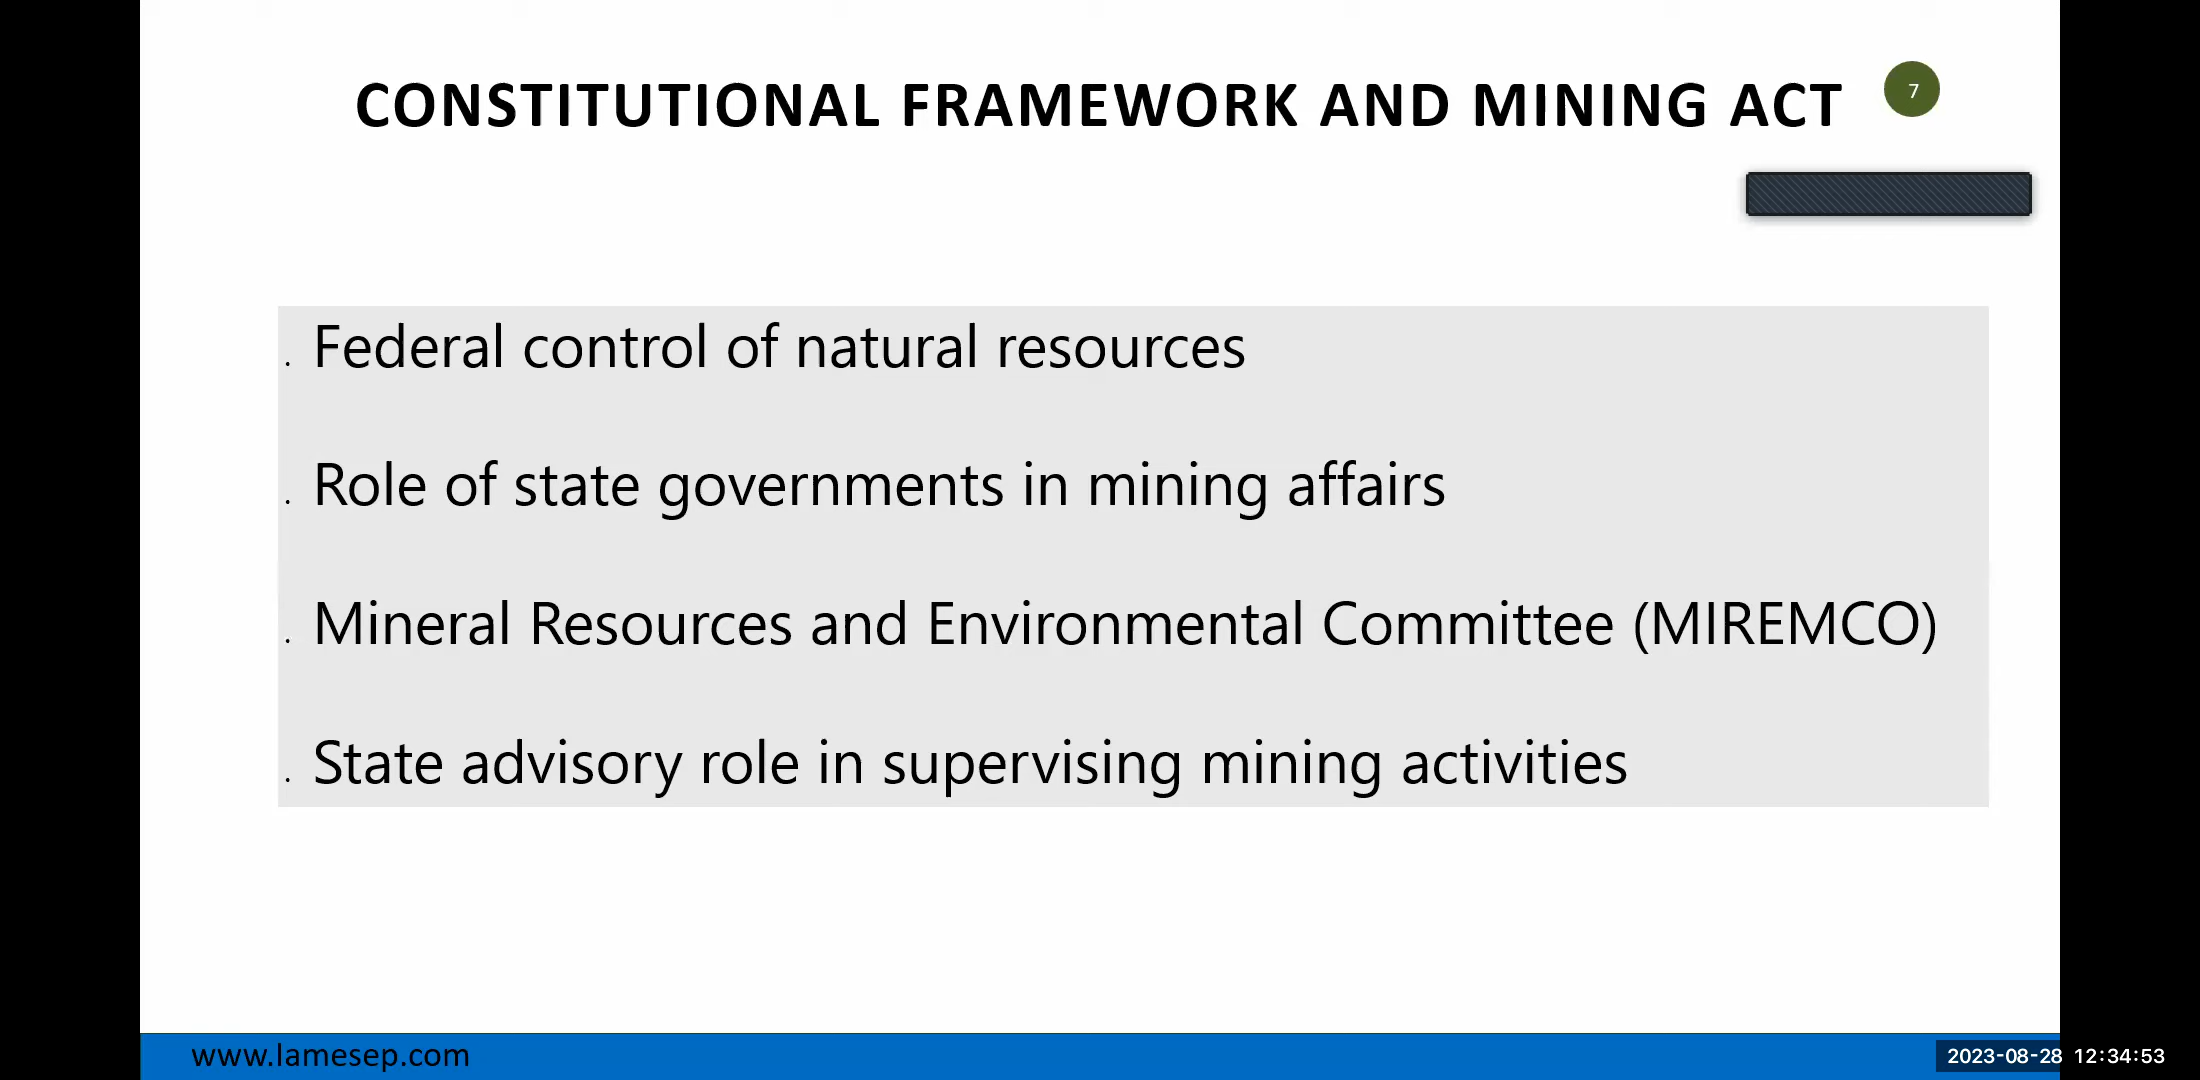 CONSTITUTIONAL FRAMEWORK AND MINING ACT
7
. Federal control of natural resources
. Role of state governments in mining affairs
. Mineral Resources and Environmental Committee (MIREMCO)
. State advisory role in supervising mining activities
www.lamesep.com
2023-08-28 12:34:53